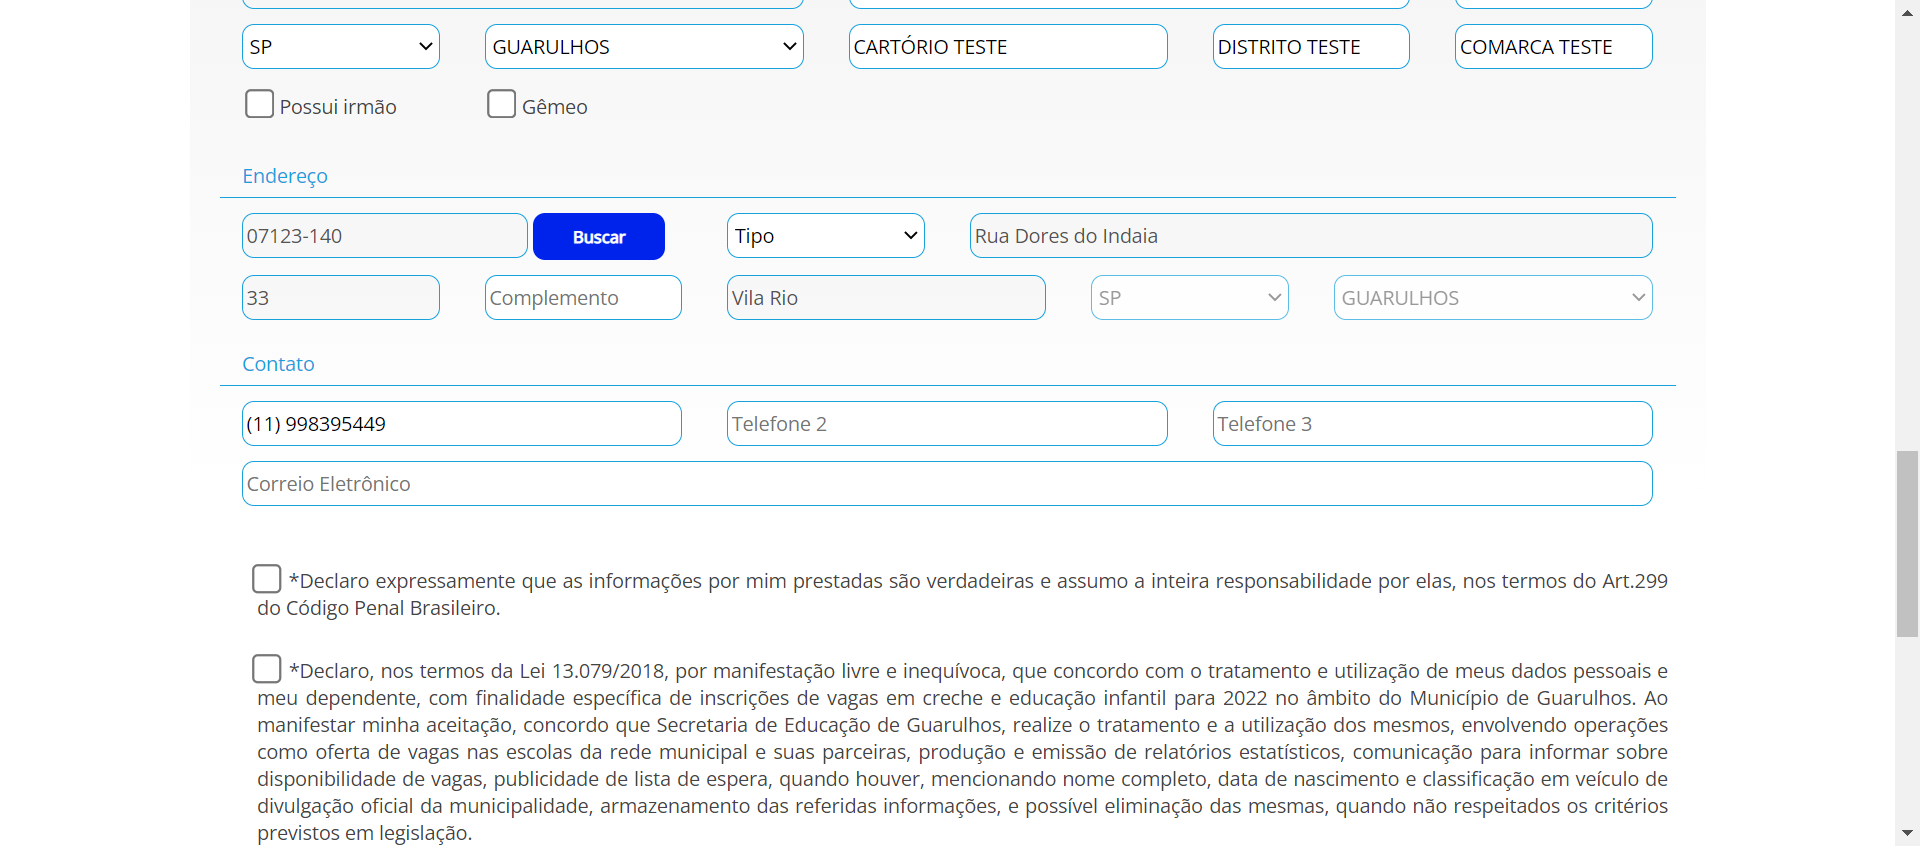 SP GUARULHOS CARTÓRIO TESTE DISTRITO TESTE COMARCA TESTE
Possui irmão Gêmeo
Endereço
07123-140 Buscar Tipo Rua Dores do Indaia
33 Complemento Vila Rio SP GUARULHOS
Contato
(11) 998395449 Telefone 2 Telefone 3
Correio Eletrônico
*Declaro expressamente que as informações por mim prestadas são verdadeiras e assumo a inteira responsabilidade por elas, nos termos do Art.299
do Código Penal Brasileiro.
*Declaro, nos termos da Lei 13.079/2018, por manifestação livre e inequívoca, que concordo com o tratamento e utilização de meus dados pessoais e
meu dependente, com finalidade específica de inscrições de vagas em creche e educação infantil para 2022 no âmbito do Município de Guarulhos. Ao
manifestar minha aceitação, concordo que Secretaria de Educação de Guarulhos, realize o tratamento e a utilização dos mesmos, envolvendo operações
como oferta de vagas nas escolas da rede municipal e suas parceiras, produção e emissão de relatórios estatísticos, comunicação para informar sobre
disponibilidade de vagas, publicidade de lista de espera, quando houver, mencionando nome completo, data de nascimento e classificação em veículo de
divulgação oficial da municipalidade, armazenamento das referidas informações, e possível eliminação das mesmas, quando não respeitados os critérios
previstos em legislação.